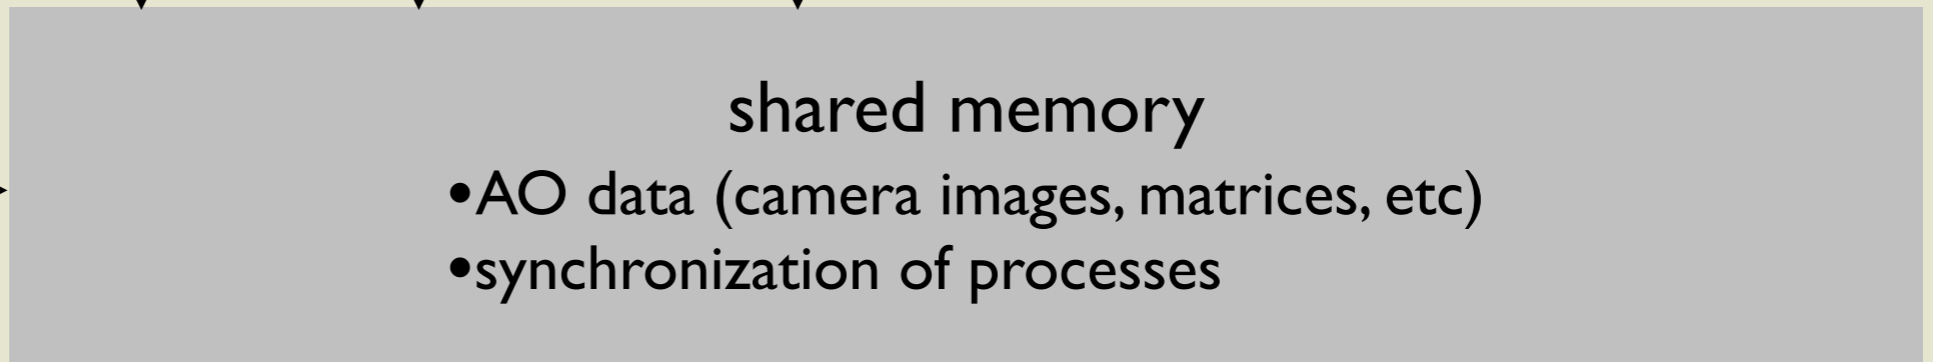 shared memory
•AO data (camera images, matrices, etc)
•synchronization of processes